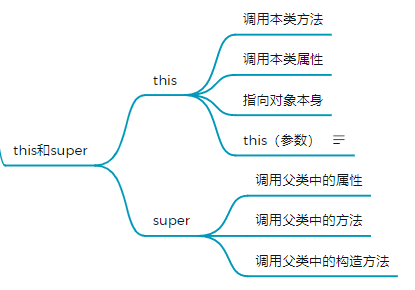 调用本类方法
this
调用本类属性
指向对象本身
this（参数）
this和super
调用父类中的属性
super
调用父类中的方法
调用父类中的构造方法